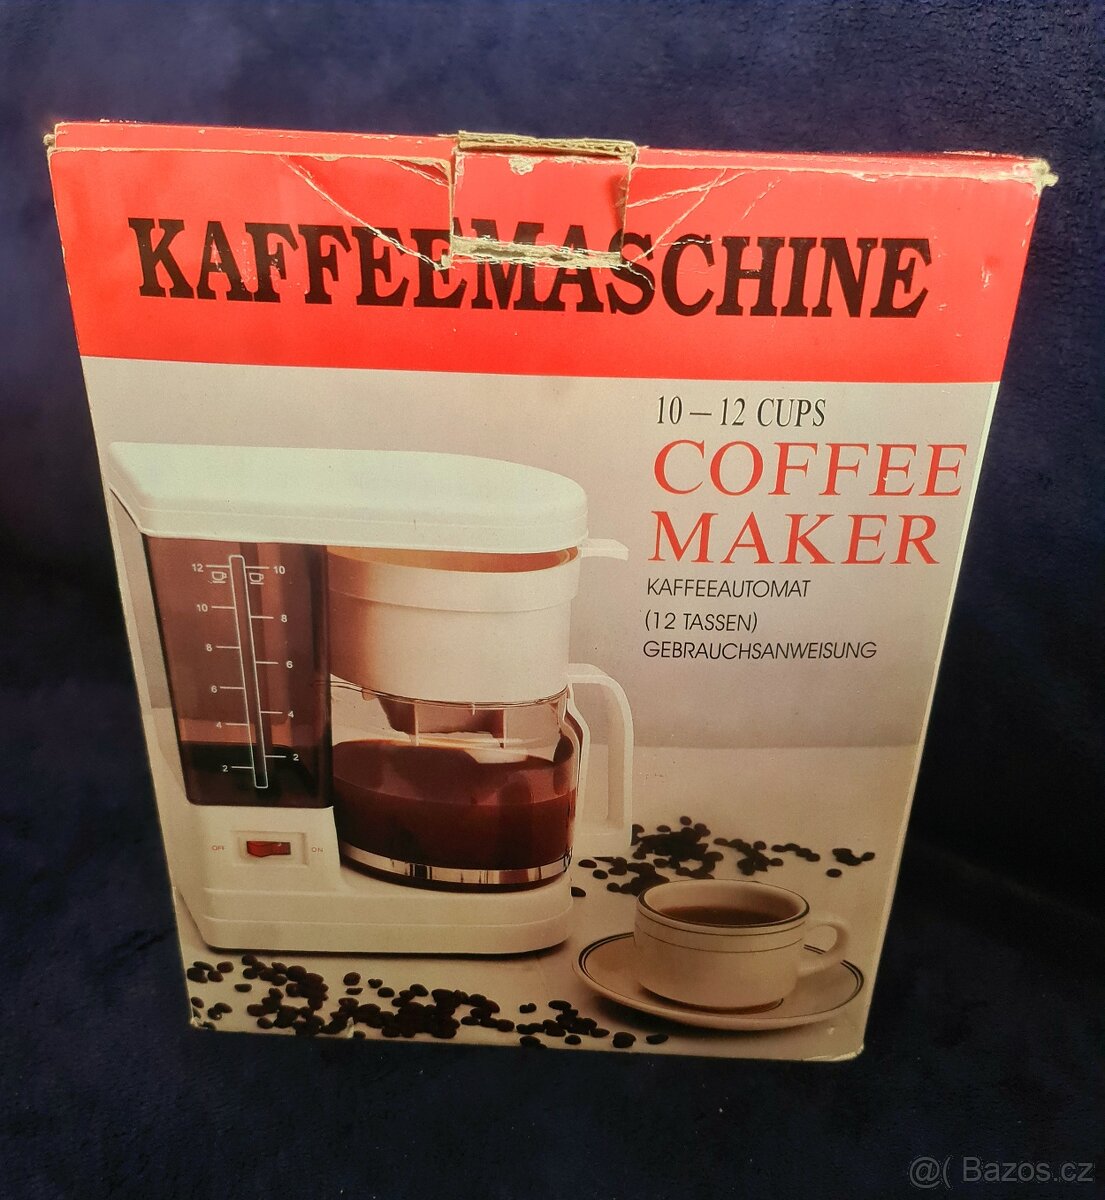 KAFFEEMASCHINE
10 — 12 CUPS
COFFEE
MAKER
KAFFEEAUTOMAT
(12 TASSEN)
GEBRAUCHSANWEISUNG
12 10
10 8
8 6
6 4
4 2
2
OFF ON
@( Bazos.cz